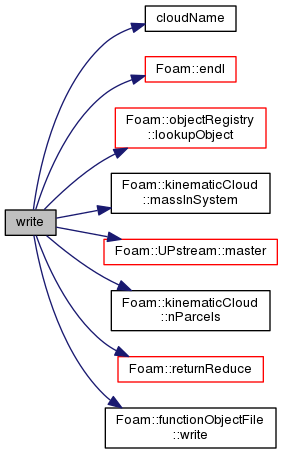 cloudName
Foam::endl
Foam::objectRegistry
::lookupObject
Foam::kinematicCloud
::massInSystem
write
Foam::UPstream::master
Foam::kinematicCloud
::nParcels
Foam::returnReduce
Foam::functionObjectFile
::write